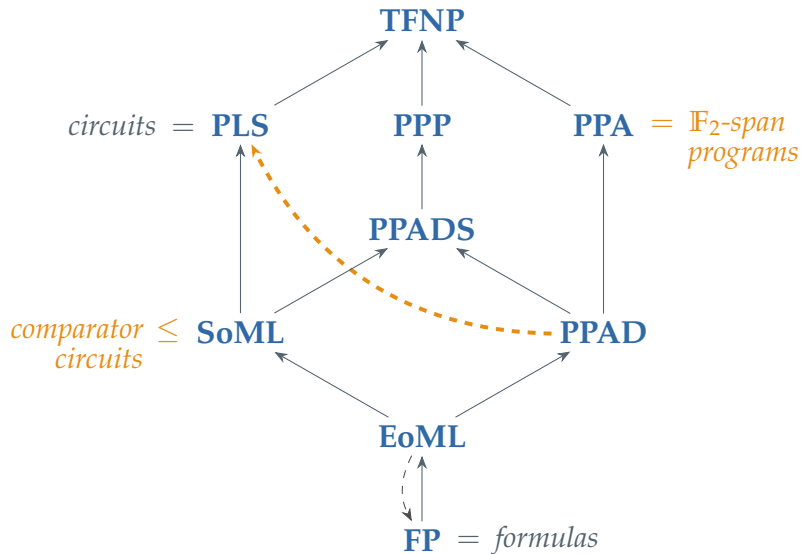 TFNP
circuits = PLS
PPP
PPA = 𝔽₂-span
programs
PPADS
comparator ≤ SoML
circuits
PPAD
EoML
FP = formulas